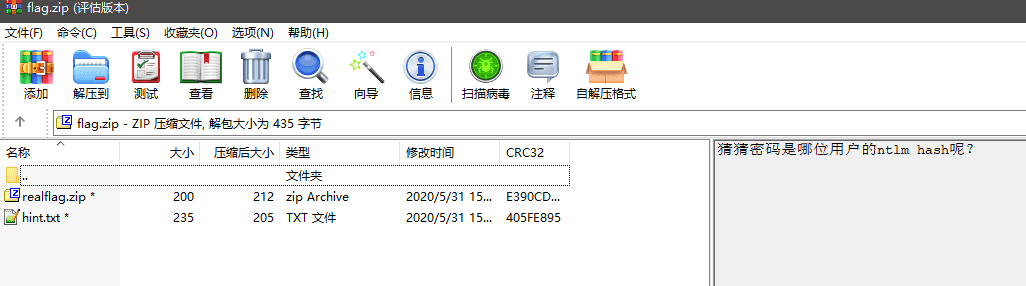 flag.zip (评估版本)
文件(F) 命令(C) 工具(S) 收藏夹(O) 选项(N) 帮助(H)
添加 解压到 测试 查看 删除 查找 向导 信息 扫描病毒 注释 自解压格式
flag.zip - ZIP 压缩文件, 解包大小为 435 字节
名称 大小 压缩后大小 类型 修改时间 CRC32
.. 文件夹
realflag.zip * 200 212 zip Archive 2020/5/31 15... E390CD...
hint.txt * 235 205 TXT 文件 2020/5/31 15... 405FE895
猜猜密码是哪位用户的ntlm hash呢?